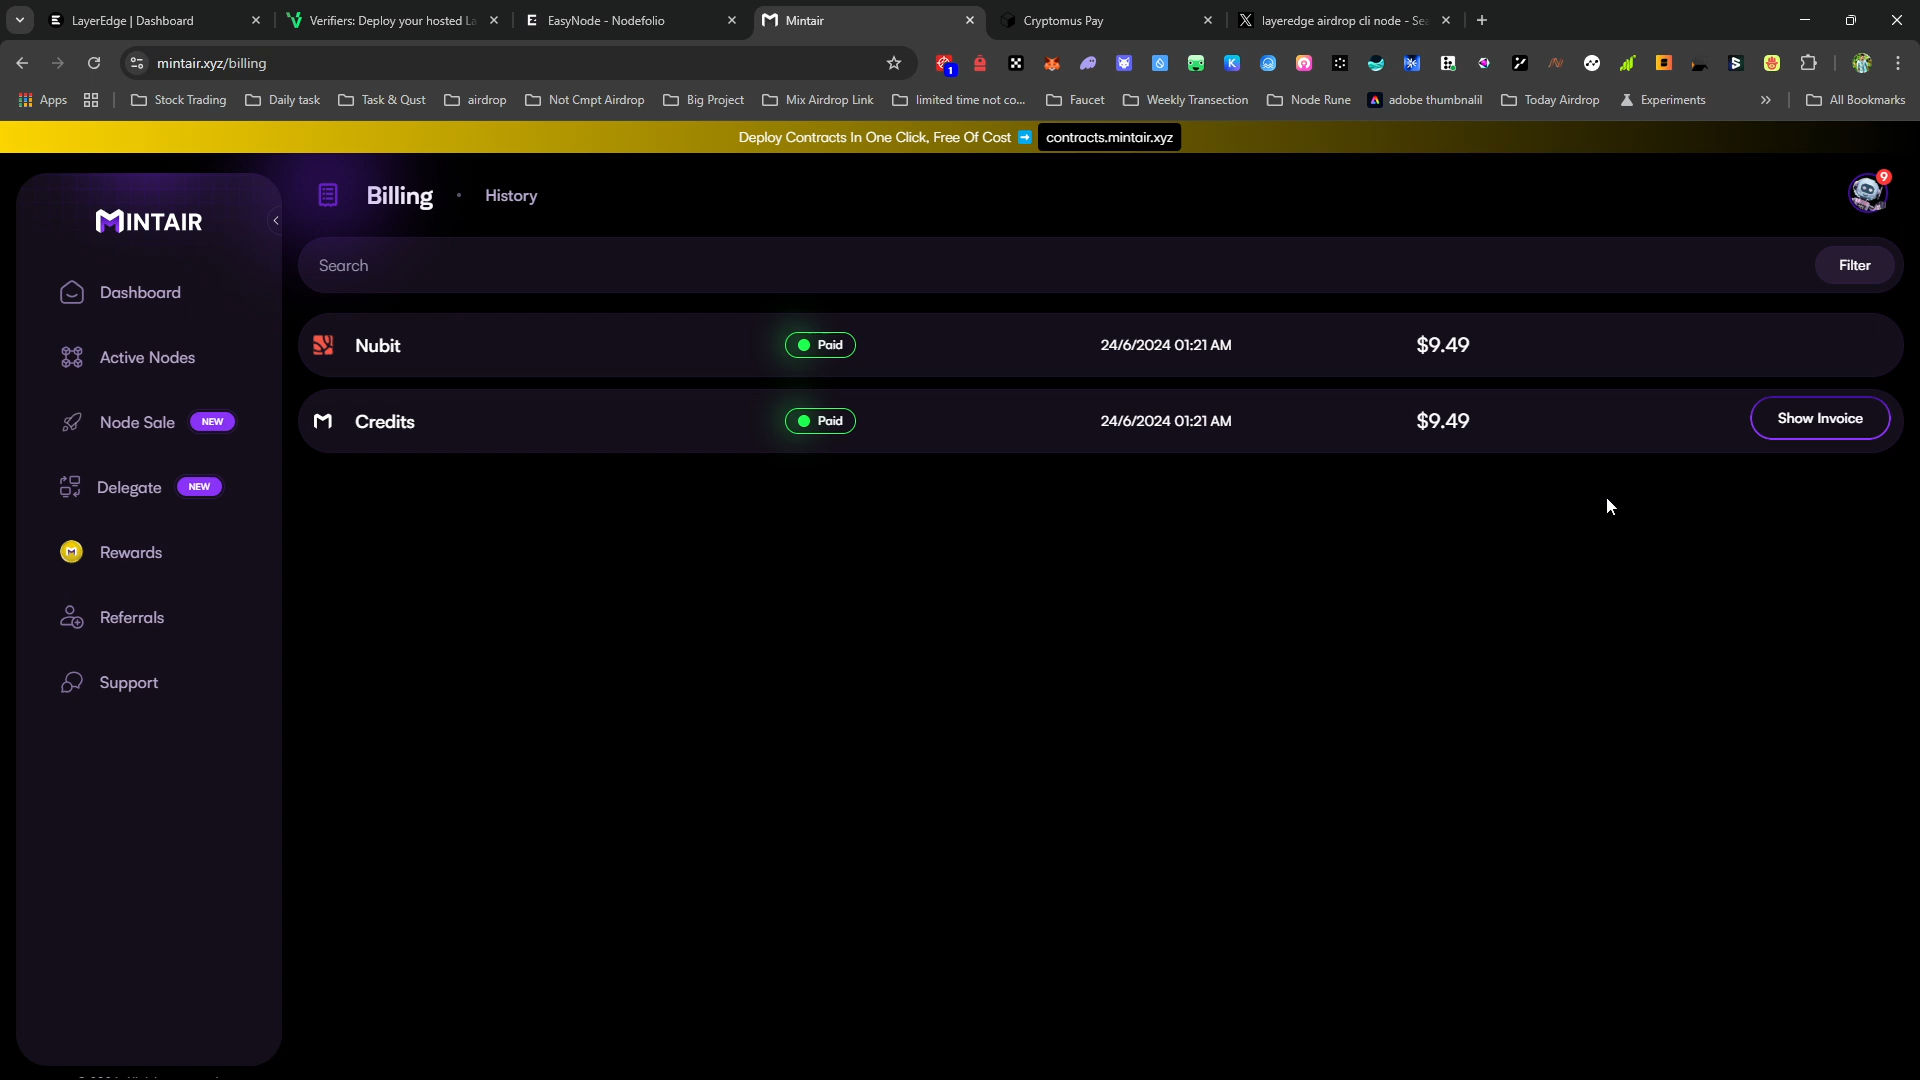 LayerEdge | Dashboard
Verifiers: Deploy your hosted La
EasyNode - Nodefolio
Mintair
Cryptomus Pay
layeredge airdrop cli node - Sea
mintair.xyz/billing
1
Apps
Stock Trading
Daily task
Task & Qust
airdrop
Not Cmpt Airdrop
Big Project
Mix Airdrop Link
limited time not co...
Faucet
Weekly Transection
Node Rune
adobe thumbnalil
Today Airdrop
Experiments
All Bookmarks
Deploy Contracts In One Click, Free Of Cost ➡ contracts.mintair.xyz
MINTAIR
Billing • History
9
Search
Filter
Dashboard
Active Nodes
Node Sale NEW
Delegate NEW
Rewards
Referrals
Support
Nubit Paid 24/6/2024 01:21 AM $9.49
Credits Paid 24/6/2024 01:21 AM $9.49 Show Invoice